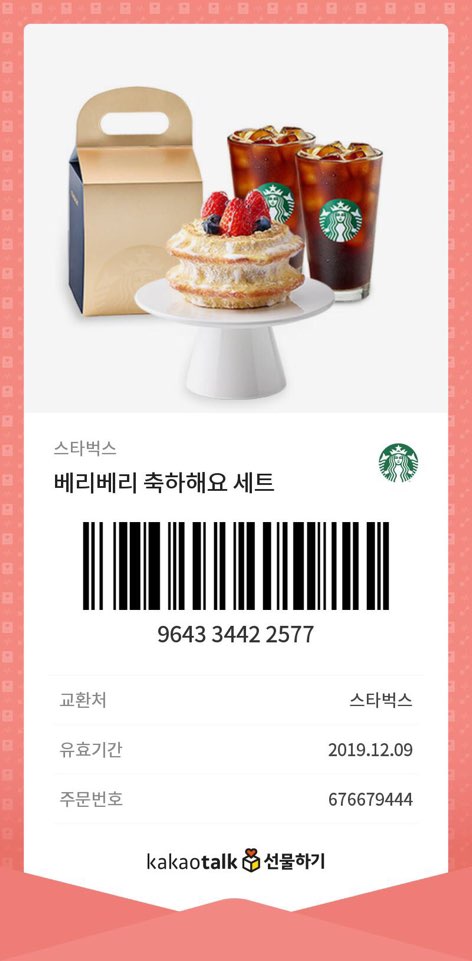 스타벅스
베리베리 축하해요 세트
9643 3442 2577
교환처 스타벅스
유효기간 2019.12.09
주문번호 676679444
kakaotalk 선물하기